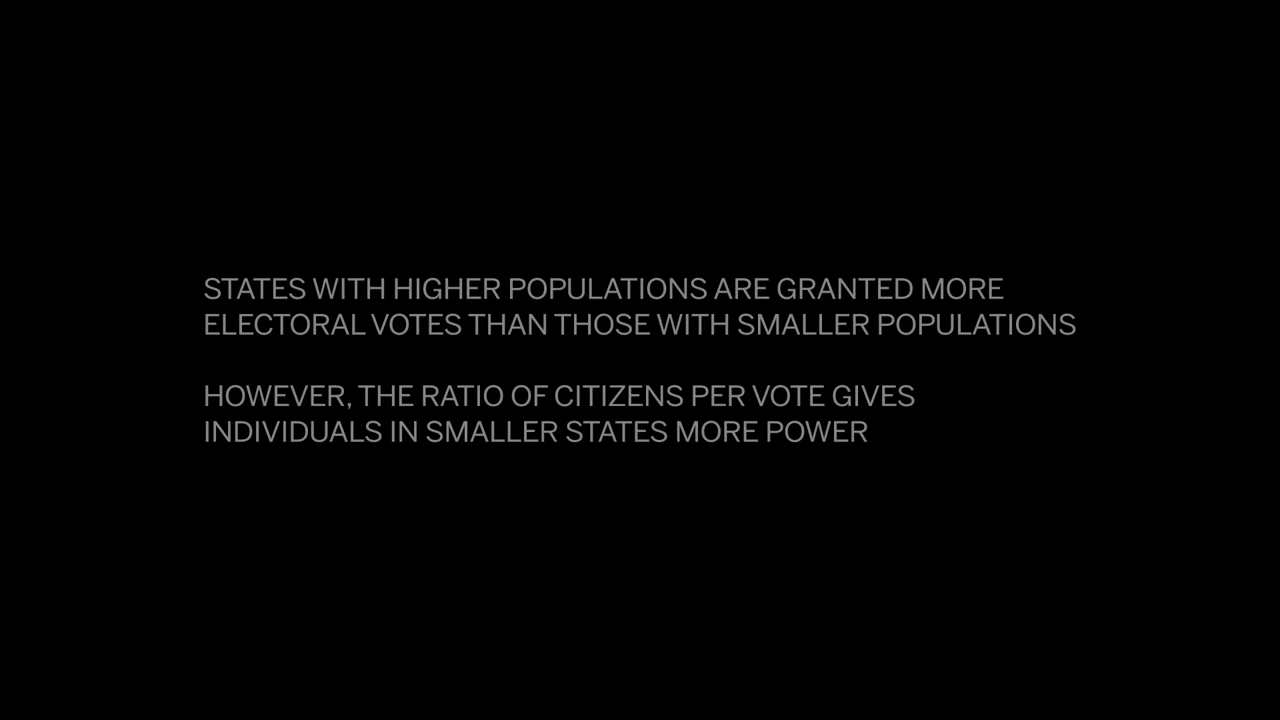 STATES WITH HIGHER POPULATIONS ARE GRANTED MORE
ELECTORAL VOTES THAN THOSE WITH SMALLER POPULATIONS
HOWEVER, THE RATIO OF CITIZENS PER VOTE GIVES
INDIVIDUALS IN SMALLER STATES MORE POWER